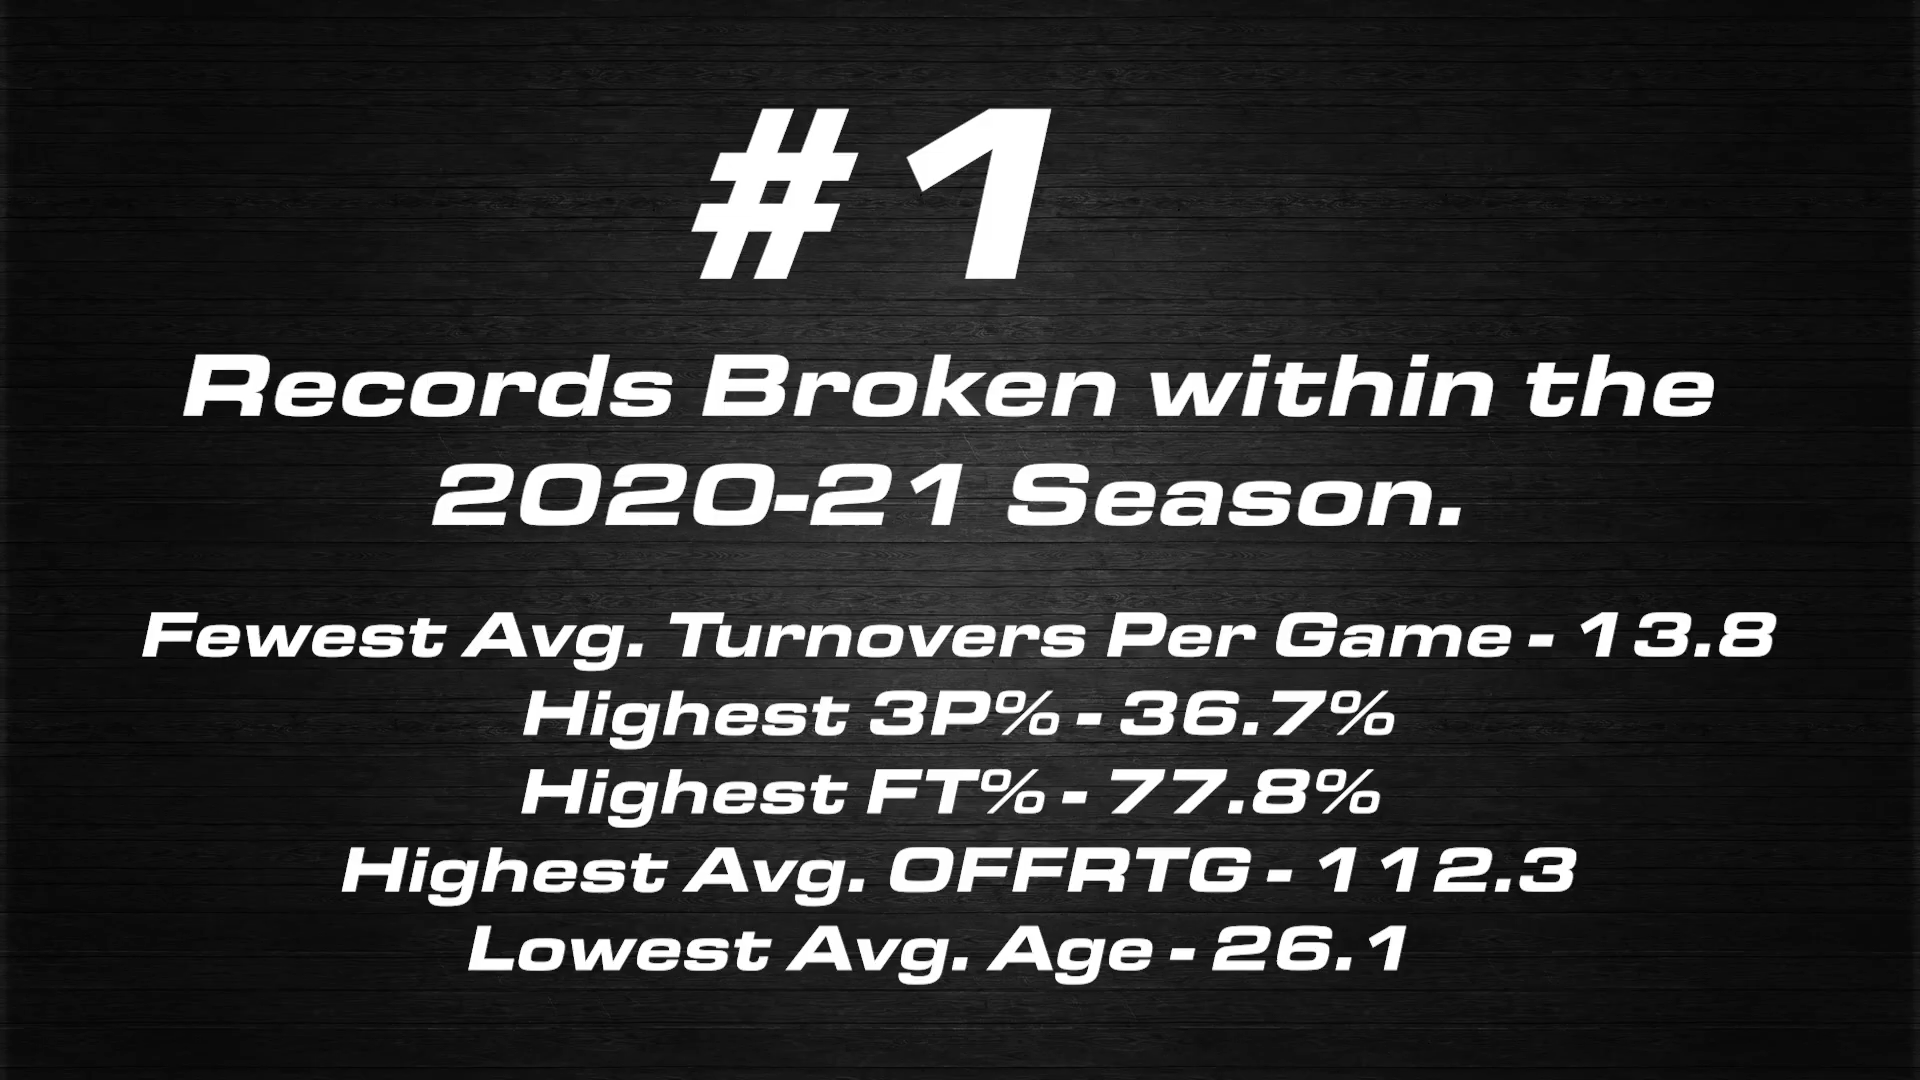 #1
Records Broken within the
2020-21 Season.
Fewest Avg. Turnovers Per Game - 13.8
Highest 3P% - 36.7%
Highest FT% - 77.8%
Highest Avg. OFFRTG - 112.3
Lowest Avg. Age - 26.1